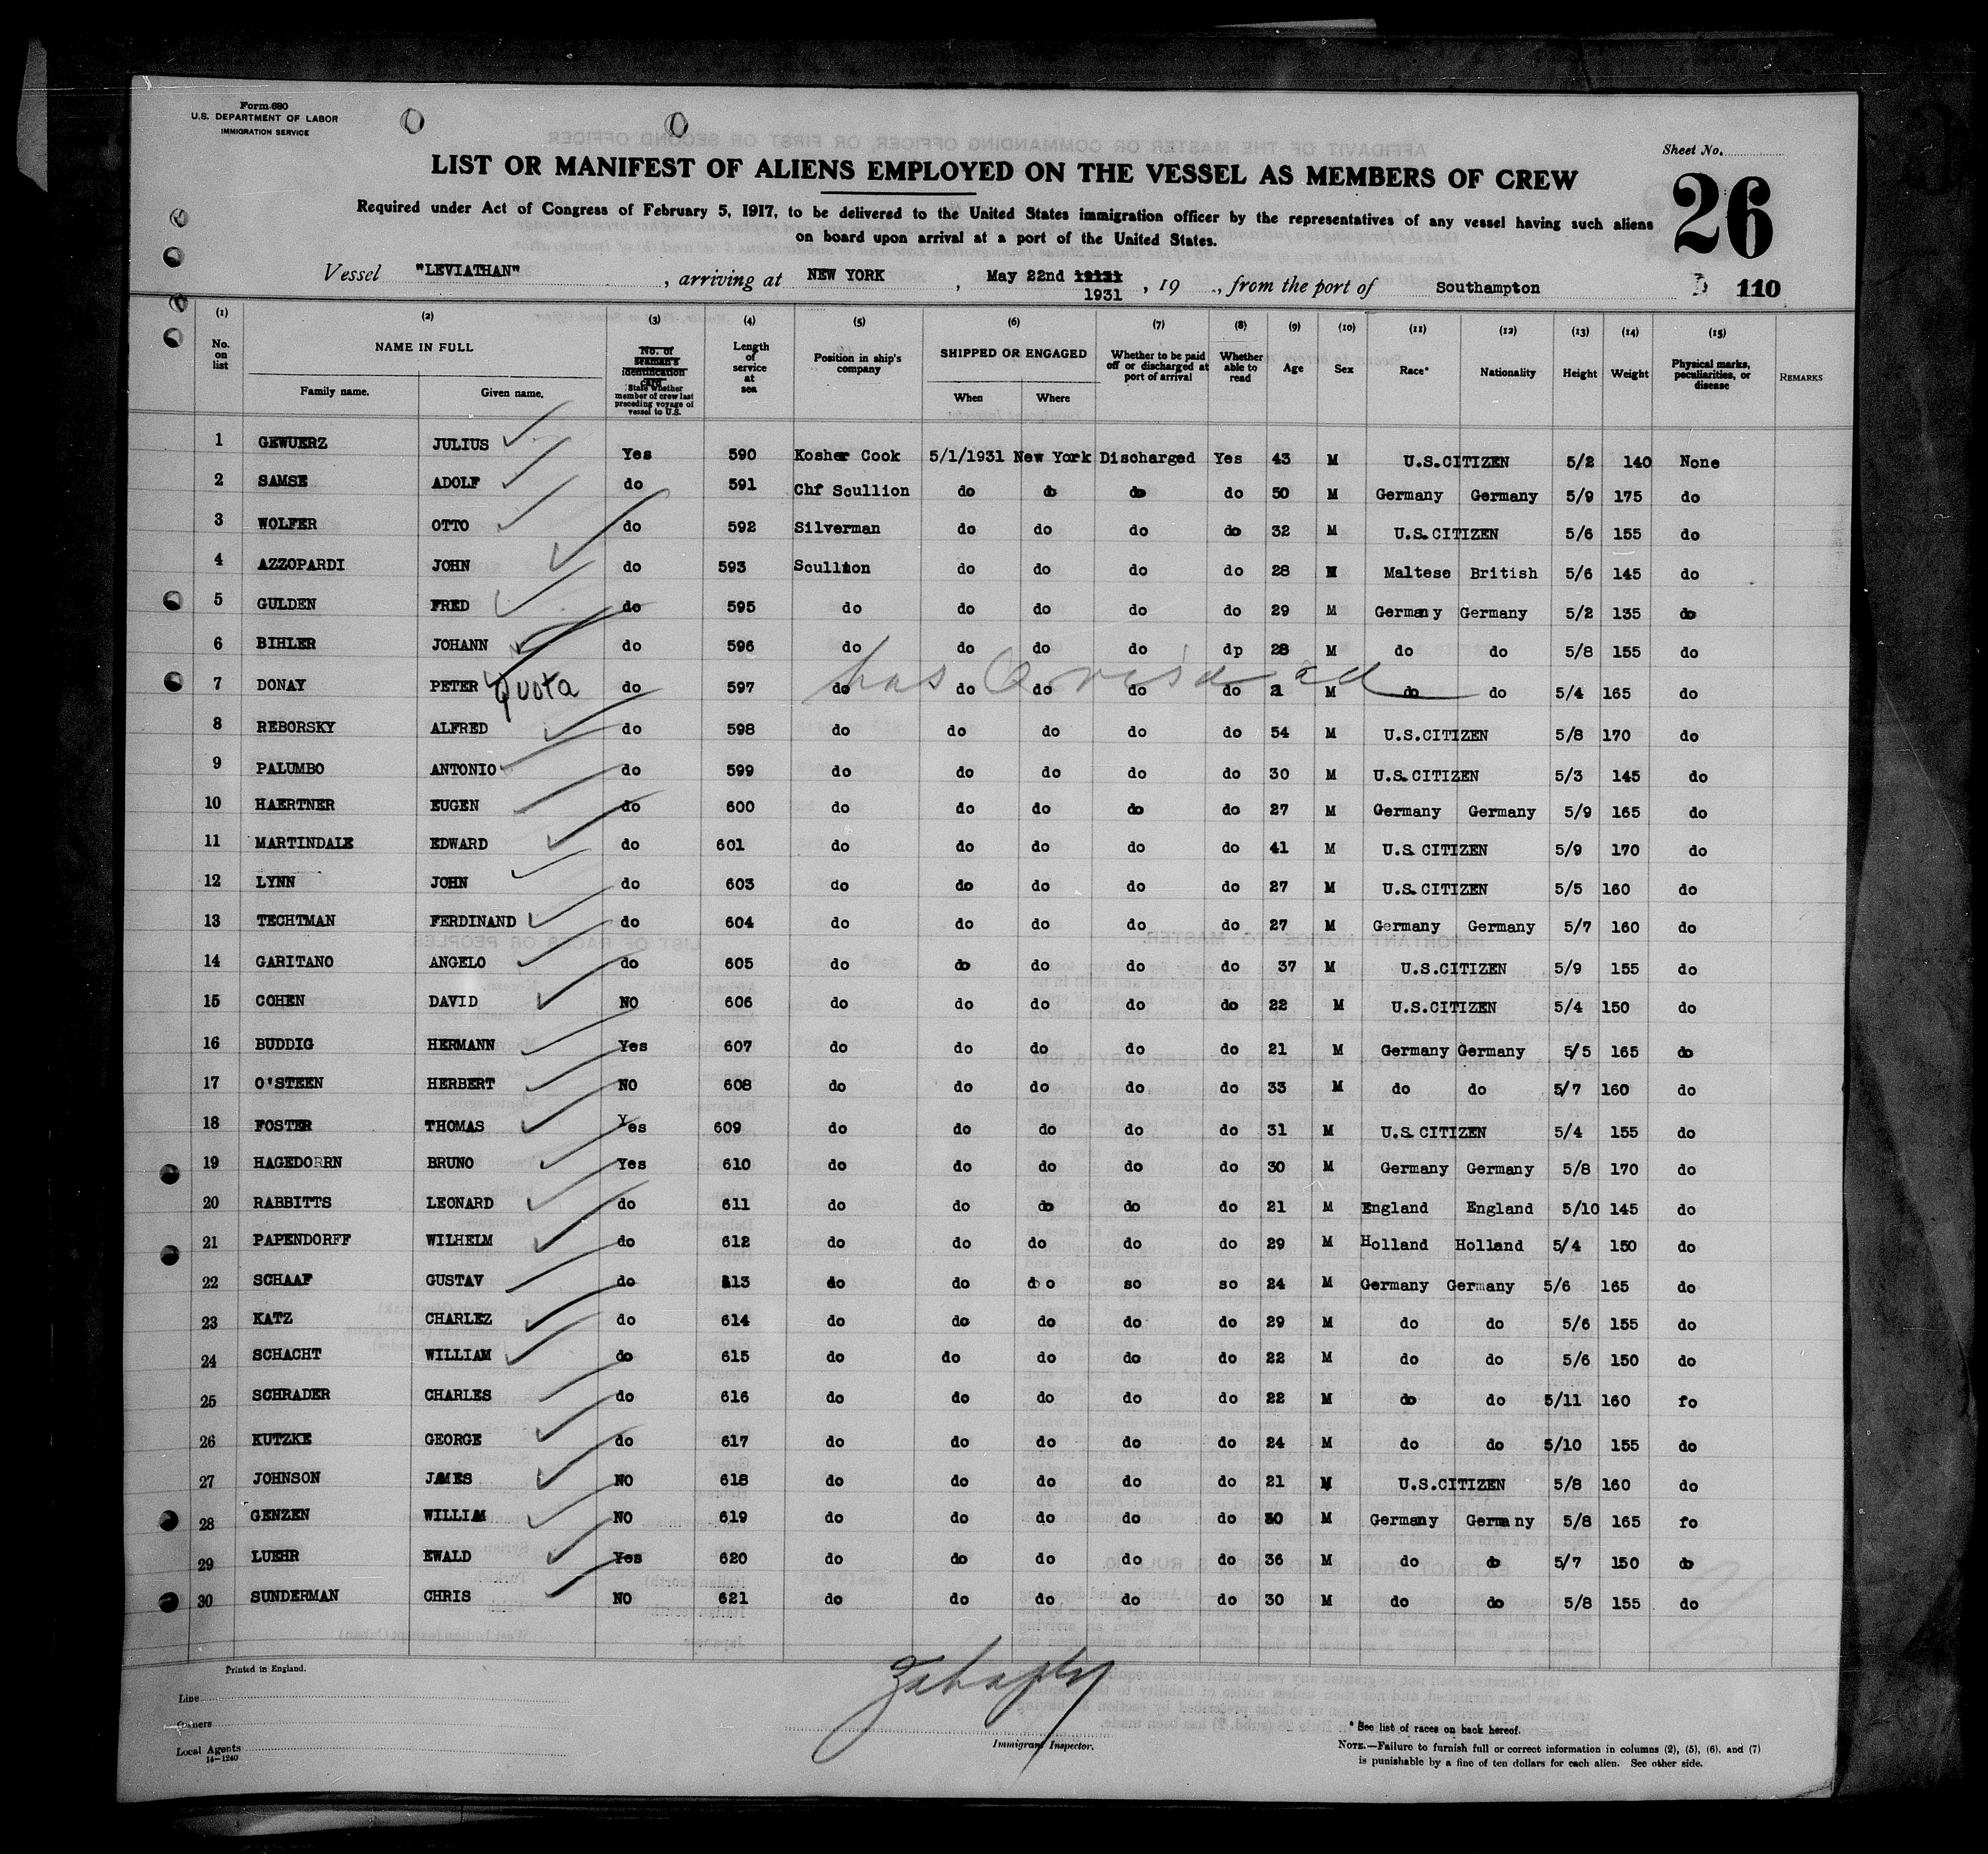 Form 680
U.S. DEPARTMENT OF LABOR
IMMIGRATION SERVICE
Sheet No.
LIST OR MANIFEST OF ALIENS EMPLOYED ON THE VESSEL AS MEMBERS OF CREW
26
Required under Act of Congress of February 5, 1917, to be delivered to the United States immigration officer by the representatives of any vessel having such aliens
on board upon arrival at a port of the United States.
Vessel "LEVIATHAN", arriving at NEW YORK, May 22nd 1931, 19 , from the port of Southampton 110
(1) (2) (3) (4) (5) (6) (7) (8) (9) (10) (11) (12) (13) (14) (15)
No. on list NAME IN FULL Family name. Given name. No. of seaman's identification card State whether member of crew last preceding voyage of vessel to U.S. Length of service at sea Position in ship's company SHIPPED OR ENGAGED When Where Whether to be paid off or discharged at port of arrival Whether able to read Age Sex Race* Nationality Height Weight Physical marks, peculiarities, or disease REMARKS
1 GEWUERZ JULIUS Yes 590 Kosher Cook 5/1/1931 New York Discharged Yes 43 M U.S.CITIZEN 5/2 140 None
2 SAMSE ADOLF do 591 Chf Scullion do do do do 50 M Germany Germany 5/9 175 do
3 WOLFER OTTO do 592 Silverman do do do do 32 M U.S.CITIZEN 5/6 155 do
4 AZZOPARDI JOHN do 593 Scullion do do do do 28 M Maltese British 5/6 145 do
5 GULDEN FRED do 595 do do do do do 29 M Germany Germany 5/2 135 do
6 BIHLER JOHANN do 596 do do do do dp 28 M do do 5/8 155 do
7 DONAY PETER Quota do 597 do do do do do M do do 5/4 165 do
has visa
8 REBORSKY ALFRED do 598 do do do do do 54 M U.S.CITIZEN 5/8 170 do
9 PALUMBO ANTONIO do 599 do do do do do 30 M U.S.CITIZEN 5/3 145 do
10 HAERTNER EUGEN do 600 do do do do do 27 M Germany Germany 5/9 165 do
11 MARTINDALE EDWARD do 601 do do do do do 41 M U.S.CITIZEN 5/9 170 do
12 LYNN JOHN do 603 do do do do do 27 M U.S.CITIZEN 5/5 160 do
13 TECHTMAN FERDINAND do 604 do do do do do 27 M Germany Germany 5/7 160 do
14 GARITANO ANGELO do 605 do do do do do 37 M U.S.CITIZEN 5/9 155 do
15 COHEN DAVID NO 606 do do do do do 22 M U.S.CITIZEN 5/4 150 do
16 BUDDIG HERMANN Yes 607 do do do do do 21 M Germany Germany 5/5 165 do
17 O'STEEN HERBERT NO 608 do do do do do 33 M do do 5/7 160 do
18 FOSTER THOMAS Yes 609 do do do do do 31 M U.S.CITIZEN 5/4 155 do
19 HAGEDORRN BRUNO Yes 610 do do do do do 30 M Germany Germany 5/8 170 do
20 RABBITTS LEONARD do 611 do do do do do 21 M England England 5/10 145 do
21 PAPENDORFF WILHELM do 612 do do do do do 29 M Holland Holland 5/4 150 do
22 SCHAAF GUSTAV do 613 do do do so so 24 M Germany Germany 5/6 165 do
23 KATZ CHARLEZ do 614 do do do do do 29 M do do 5/6 155 do
24 SCHACHT WILLIAM do 615 do do do do do 22 M do do 5/6 150 do
25 SCHRADER CHARLES do 616 do do do do do 22 M do do 5/11 160 fo
26 KUTZKE GEORGE do 617 do do do do do 24 M do do 5/10 155 do
27 JOHNSON JAMES NO 618 do do do do do 21 M U.S.CITIZEN 5/8 160 do
28 GENZEN WILLIAM NO 619 do do do do do 30 M Germany Germany 5/8 165 fo
29 LUEHR EWALD Yes 620 do do do do do 36 M do do 5/7 150 do
30 SUNDERMAN CHRIS NO 621 do do do do do 30 M do do 5/8 155 do
Printed in England.
Line
Owners
Local Agents
14-1240
Immigrant Inspector.
* See list of races on back hereof.
NOTE.—Failure to furnish full or correct information in columns (2), (5), (6), and (7)
is punishable by a fine of ten dollars for each alien. See other side.